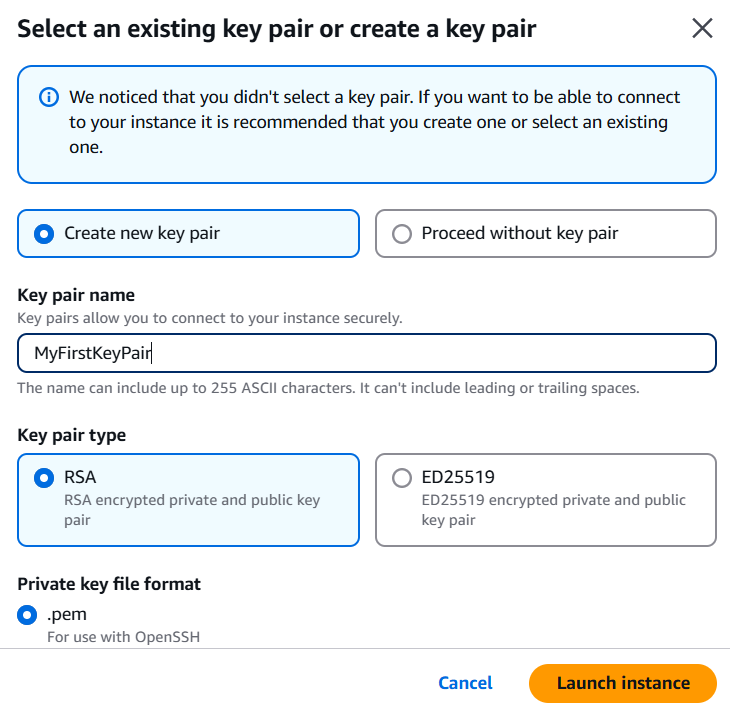 Select an existing key pair or create a key pair
We noticed that you didn't select a key pair. If you want to be able to connect
to your instance it is recommended that you create one or select an existing
one.
Create new key pair
Proceed without key pair
Key pair name
Key pairs allow you to connect to your instance securely.
MyFirstKeyPair
The name can include up to 255 ASCII characters. It can't include leading or trailing spaces.
Key pair type
RSA
RSA encrypted private and public key
pair
ED25519
ED25519 encrypted private and public
key pair
Private key file format
.pem
For use with OpenSSH
Cancel
Launch instance